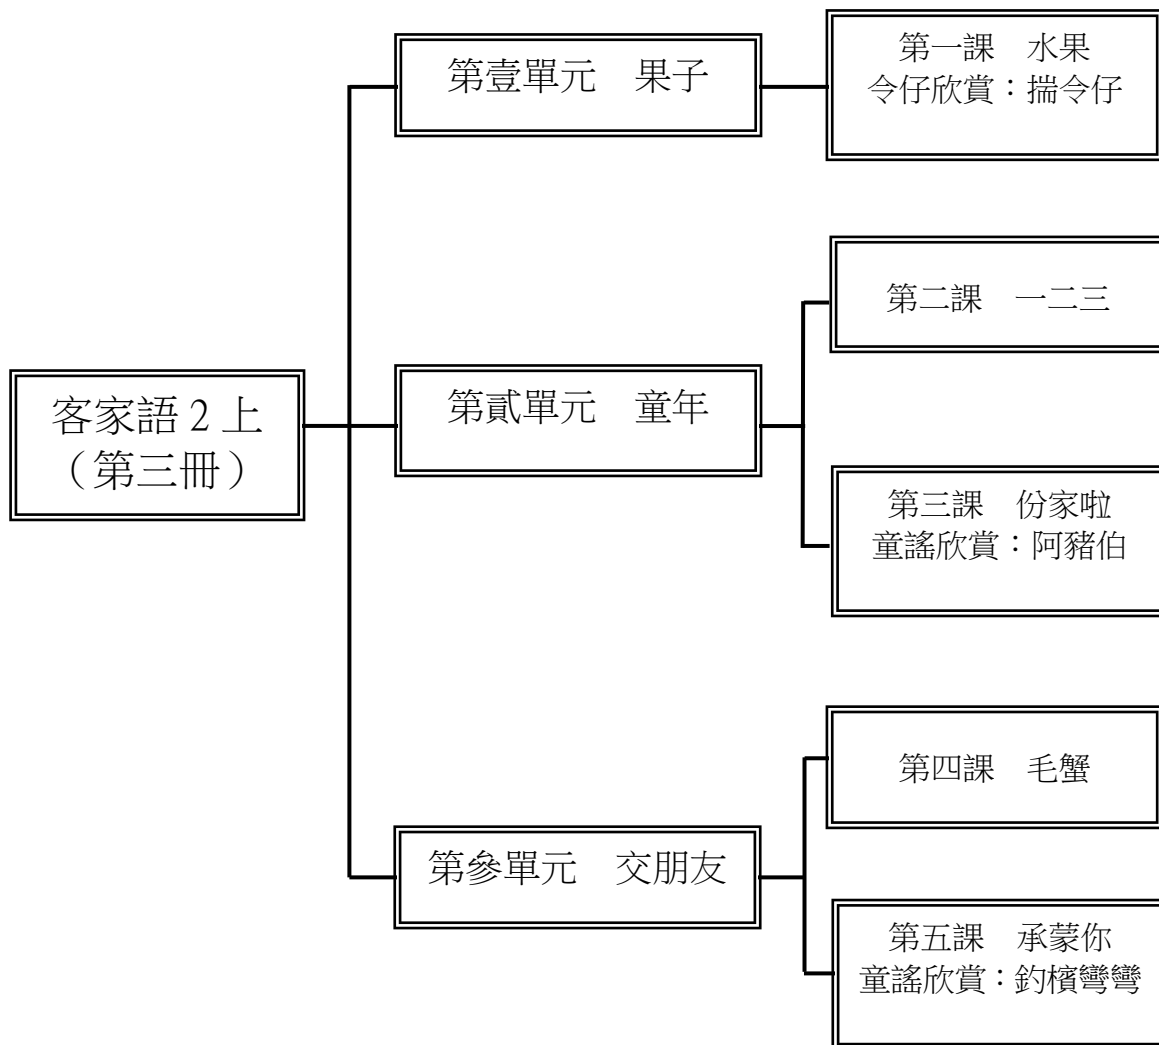 客家語 2 上
（第三冊）
第壹單元　果子
第一課　水果
令仔欣賞：揣令仔
第貳單元　童年
第二課　一二三
第三課　份家啦
童謠欣賞：阿豬伯
第參單元　交朋友
第四課　毛蟹
第五課　承蒙你
童謠欣賞：釣檳彎彎